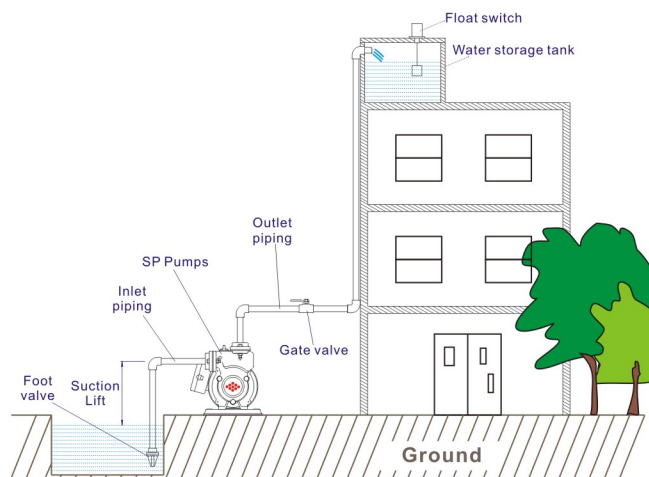 Float switch
Water storage tank
Outlet
piping
SP Pumps
Inlet
piping
Gate valve
Foot
valve
Suction
Lift
Ground